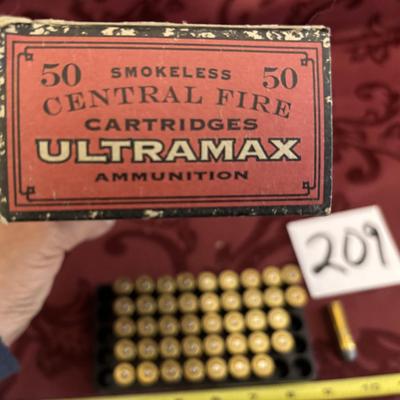 50 SMOKELESS 50
CENTRAL FIRE
CARTRIDGES
ULTRAMAX
AMMUNITION
209